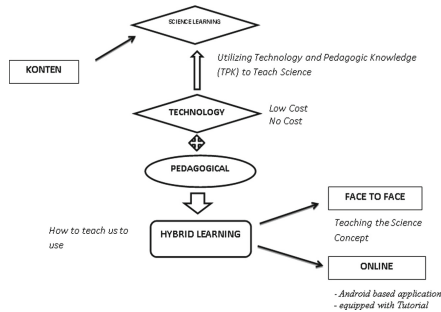 SCIENCE LEARNING
Utilizing Technology and Pedagogic Knowledge
(TPK) to Teach Science
KONTEN
TECHNOLOGY
Low Cost
No Cost
PEDAGOGICAL
FACE TO FACE
Teaching the Science
Concept
How to teach us to
use
HYBRID LEARNING
ONLINE
- Android based application
- equipped with Tutorial